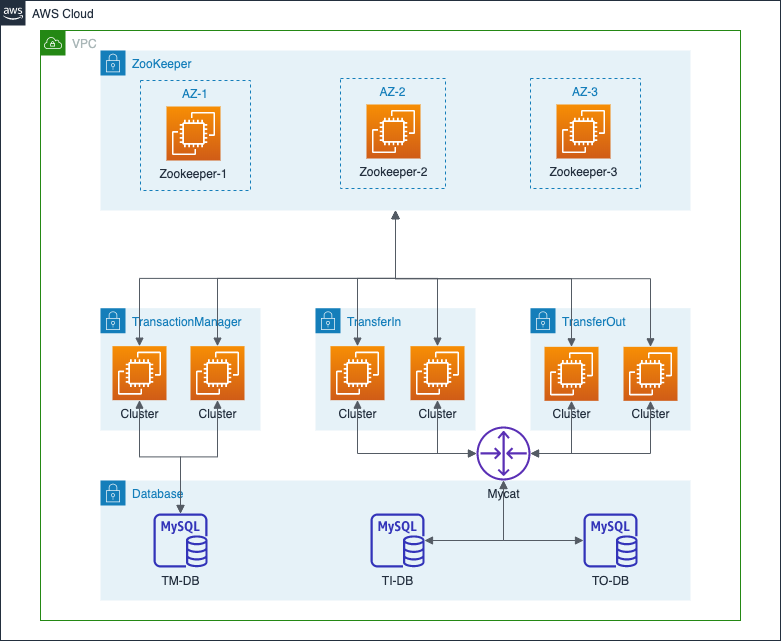 aws
AWS Cloud
VPC
ZooKeeper
AZ-1
AZ-2
AZ-3
Zookeeper-1
Zookeeper-2
Zookeeper-3
TransactionManager
TransferIn
TransferOut
Cluster
Cluster
Cluster
Cluster
Cluster
Cluster
Database
Mycat
MySQL
MySQL
MySQL
TM-DB
TI-DB
TO-DB